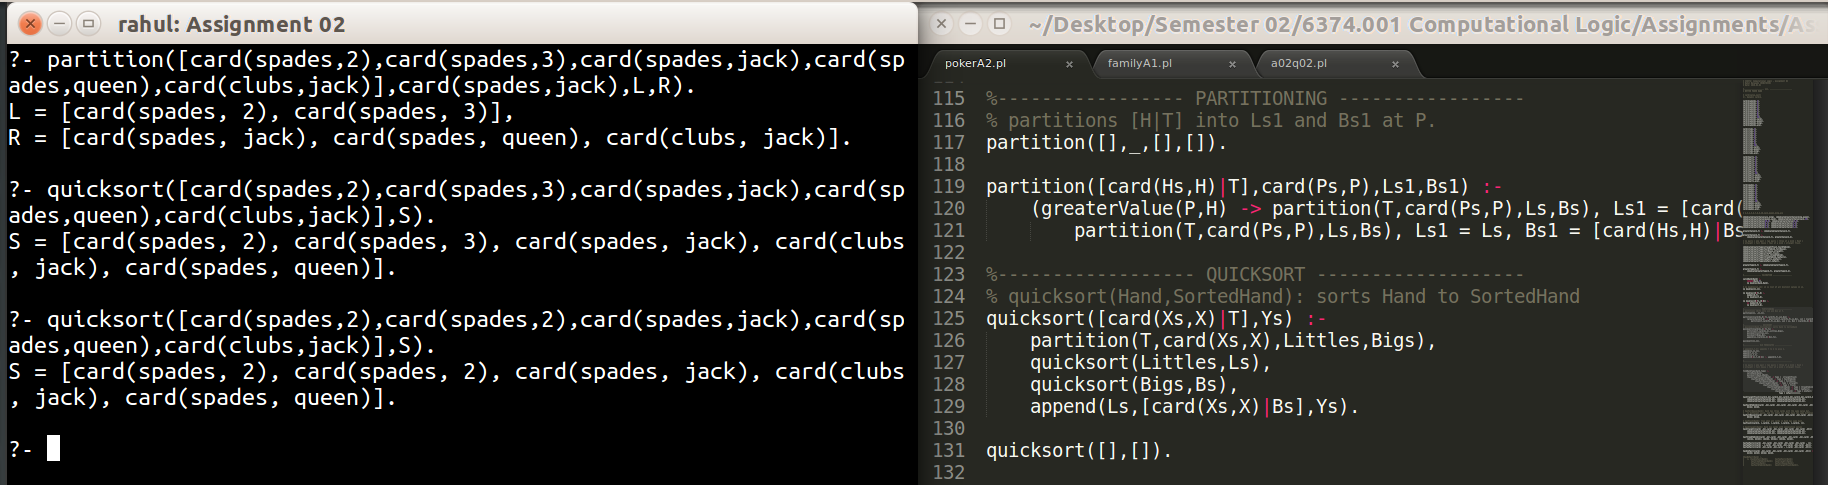 rahul: Assignment 02
?- partition([card(spades,2),card(spades,3),card(spades,jack),card(sp
ades,queen),card(clubs,jack)],card(spades,jack),L,R).
L = [card(spades, 2), card(spades, 3)],
R = [card(spades, jack), card(spades, queen), card(clubs, jack)].
?- quicksort([card(spades,2),card(spades,3),card(spades,jack),card(sp
ades,queen),card(clubs,jack)],S).
S = [card(spades, 2), card(spades, 3), card(spades, jack), card(clubs
, jack), card(spades, queen)].
?- quicksort([card(spades,2),card(spades,2),card(spades,jack),card(sp
ades,queen),card(clubs,jack)],S).
S = [card(spades, 2), card(spades, 2), card(spades, jack), card(clubs
, jack), card(spades, queen)].
?-
~/Desktop/Semester 02/6374.001 Computational Logic/Assignments/As
pokerA2.pl × familyA1.pl × a02q02.pl ×
115 %----------------- PARTITIONING -----------------
116 % partitions [H|T] into Ls1 and Bs1 at P.
117 partition([],_,[],[]).
118
119 partition([card(Hs,H)|T],card(Ps,P),Ls1,Bs1) :-
120 (greaterValue(P,H) -> partition(T,card(Ps,P),Ls,Bs), Ls1 = [card(
121 partition(T,card(Ps,P),Ls,Bs), Ls1 = Ls, Bs1 = [card(Hs,H)|Bs
122
123 %------------------ QUICKSORT -------------------
124 % quicksort(Hand,SortedHand): sorts Hand to SortedHand
125 quicksort([card(Xs,X)|T],Ys) :-
126 partition(T,card(Xs,X),Littles,Bigs),
127 quicksort(Littles,Ls),
128 quicksort(Bigs,Bs),
129 append(Ls,[card(Xs,X)|Bs],Ys).
130
131 quicksort([],[]).
132